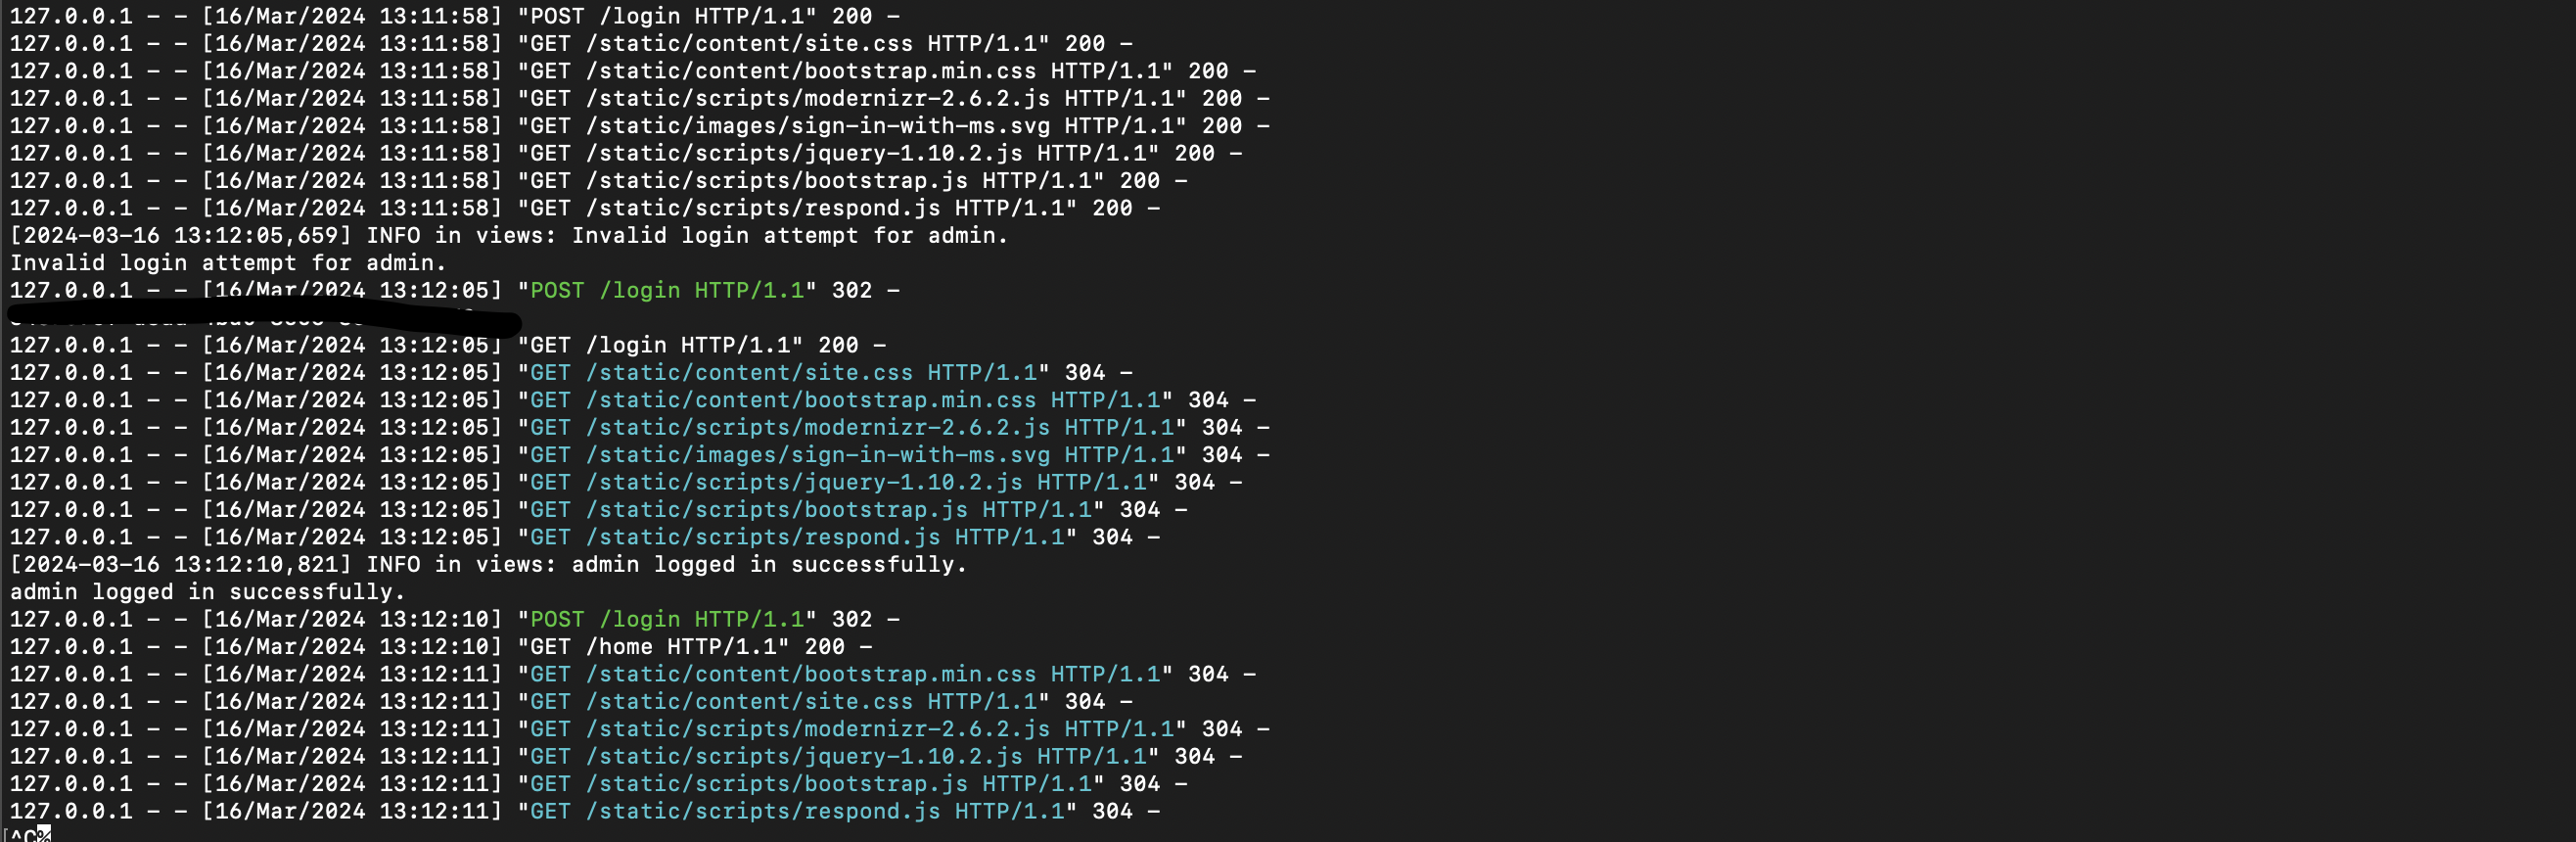 127.0.0.1 - - [16/Mar/2024 13:11:58] "POST /login HTTP/1.1" 200 -
127.0.0.1 - - [16/Mar/2024 13:11:58] "GET /static/content/site.css HTTP/1.1" 200 -
127.0.0.1 - - [16/Mar/2024 13:11:58] "GET /static/content/bootstrap.min.css HTTP/1.1" 200 -
127.0.0.1 - - [16/Mar/2024 13:11:58] "GET /static/scripts/modernizr-2.6.2.js HTTP/1.1" 200 -
127.0.0.1 - - [16/Mar/2024 13:11:58] "GET /static/images/sign-in-with-ms.svg HTTP/1.1" 200 -
127.0.0.1 - - [16/Mar/2024 13:11:58] "GET /static/scripts/jquery-1.10.2.js HTTP/1.1" 200 -
127.0.0.1 - - [16/Mar/2024 13:11:58] "GET /static/scripts/bootstrap.js HTTP/1.1" 200 -
127.0.0.1 - - [16/Mar/2024 13:11:58] "GET /static/scripts/respond.js HTTP/1.1" 200 -
[2024-03-16 13:12:05,659] INFO in views: Invalid login attempt for admin.
Invalid login attempt for admin.
127.0.0.1 - - [16/Mar/2024 13:12:05] "POST /login HTTP/1.1" 302 -
127.0.0.1 - - [16/Mar/2024 13:12:05] "GET /login HTTP/1.1" 200 -
127.0.0.1 - - [16/Mar/2024 13:12:05] "GET /static/content/site.css HTTP/1.1" 304 -
127.0.0.1 - - [16/Mar/2024 13:12:05] "GET /static/content/bootstrap.min.css HTTP/1.1" 304 -
127.0.0.1 - - [16/Mar/2024 13:12:05] "GET /static/scripts/modernizr-2.6.2.js HTTP/1.1" 304 -
127.0.0.1 - - [16/Mar/2024 13:12:05] "GET /static/images/sign-in-with-ms.svg HTTP/1.1" 304 -
127.0.0.1 - - [16/Mar/2024 13:12:05] "GET /static/scripts/jquery-1.10.2.js HTTP/1.1" 304 -
127.0.0.1 - - [16/Mar/2024 13:12:05] "GET /static/scripts/bootstrap.js HTTP/1.1" 304 -
127.0.0.1 - - [16/Mar/2024 13:12:05] "GET /static/scripts/respond.js HTTP/1.1" 304 -
[2024-03-16 13:12:10,821] INFO in views: admin logged in successfully.
admin logged in successfully.
127.0.0.1 - - [16/Mar/2024 13:12:10] "POST /login HTTP/1.1" 302 -
127.0.0.1 - - [16/Mar/2024 13:12:10] "GET /home HTTP/1.1" 200 -
127.0.0.1 - - [16/Mar/2024 13:12:11] "GET /static/content/bootstrap.min.css HTTP/1.1" 304 -
127.0.0.1 - - [16/Mar/2024 13:12:11] "GET /static/content/site.css HTTP/1.1" 304 -
127.0.0.1 - - [16/Mar/2024 13:12:11] "GET /static/scripts/modernizr-2.6.2.js HTTP/1.1" 304 -
127.0.0.1 - - [16/Mar/2024 13:12:11] "GET /static/scripts/jquery-1.10.2.js HTTP/1.1" 304 -
127.0.0.1 - - [16/Mar/2024 13:12:11] "GET /static/scripts/bootstrap.js HTTP/1.1" 304 -
127.0.0.1 - - [16/Mar/2024 13:12:11] "GET /static/scripts/respond.js HTTP/1.1" 304 -
[^C%